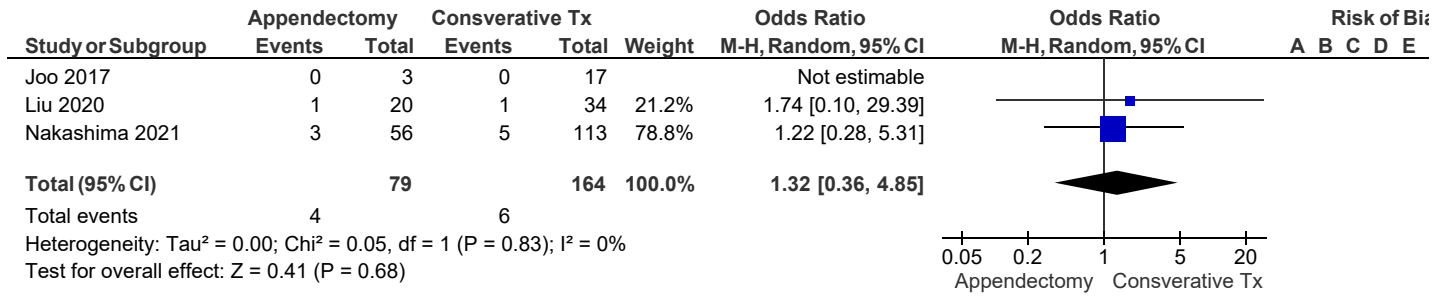 Appendectomy Consverative Tx Odds Ratio Odds Ratio Risk of Bia
Study or Subgroup Events Total Events Total Weight M-H, Random, 95% CI M-H, Random, 95% CI A B C D E
Joo 2017 0 3 0 17 Not estimable
Liu 2020 1 20 1 34 21.2% 1.74 [0.10, 29.39]
Nakashima 2021 3 56 5 113 78.8% 1.22 [0.28, 5.31]
Total (95% CI) 79 164 100.0% 1.32 [0.36, 4.85]
Total events 4 6
Heterogeneity: Tau² = 0.00; Chi² = 0.05, df = 1 (P = 0.83); I² = 0%
Test for overall effect: Z = 0.41 (P = 0.68)
0.05 0.2 1 5 20
Appendectomy Consverative Tx